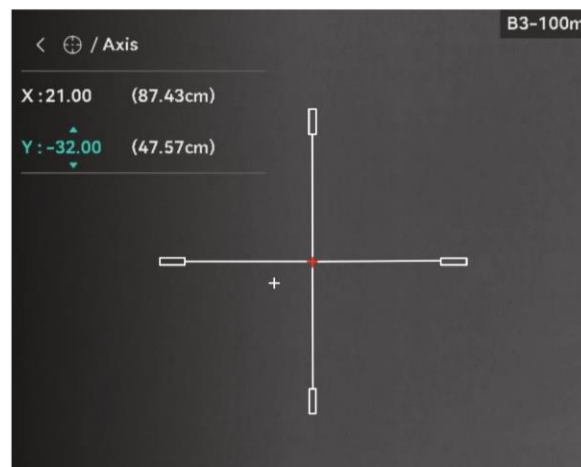 B3-100m
/ Axis
X :21.00 (87.43cm)
Y : -32.00 (47.57cm)